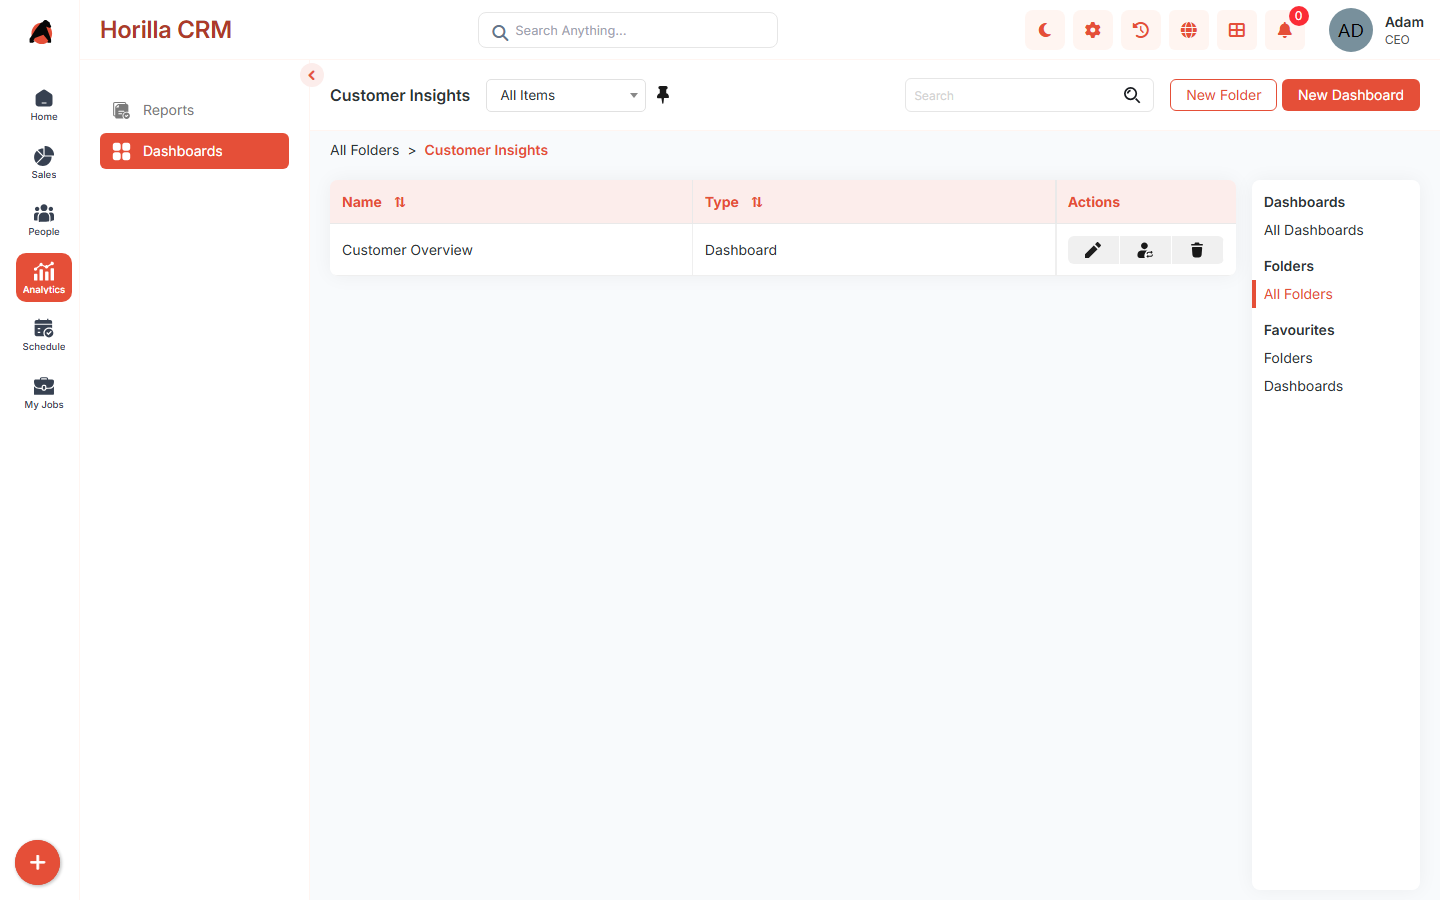 Horilla CRM
Search Anything...
0
AD
Adam
CEO
Home
Sales
People
Analytics
Schedule
My Jobs
Reports
Dashboards
Customer Insights
All Items
Search
New Folder
New Dashboard
All Folders > Customer Insights
Name Type Actions
Customer Overview Dashboard
Dashboards
All Dashboards
Folders
All Folders
Favourites
Folders
Dashboards